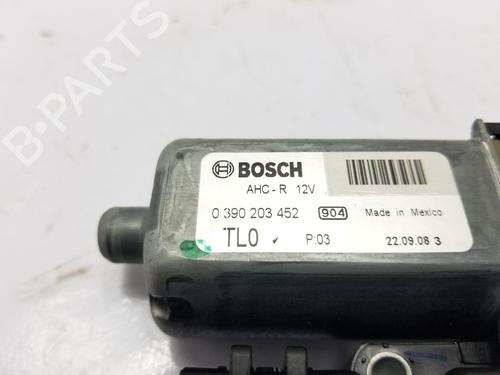 B-PARTS
BOSCH
AHC-R 12V
0 390 203 452 904 Made in Mexico
TL0 P:03 22.09.08 3